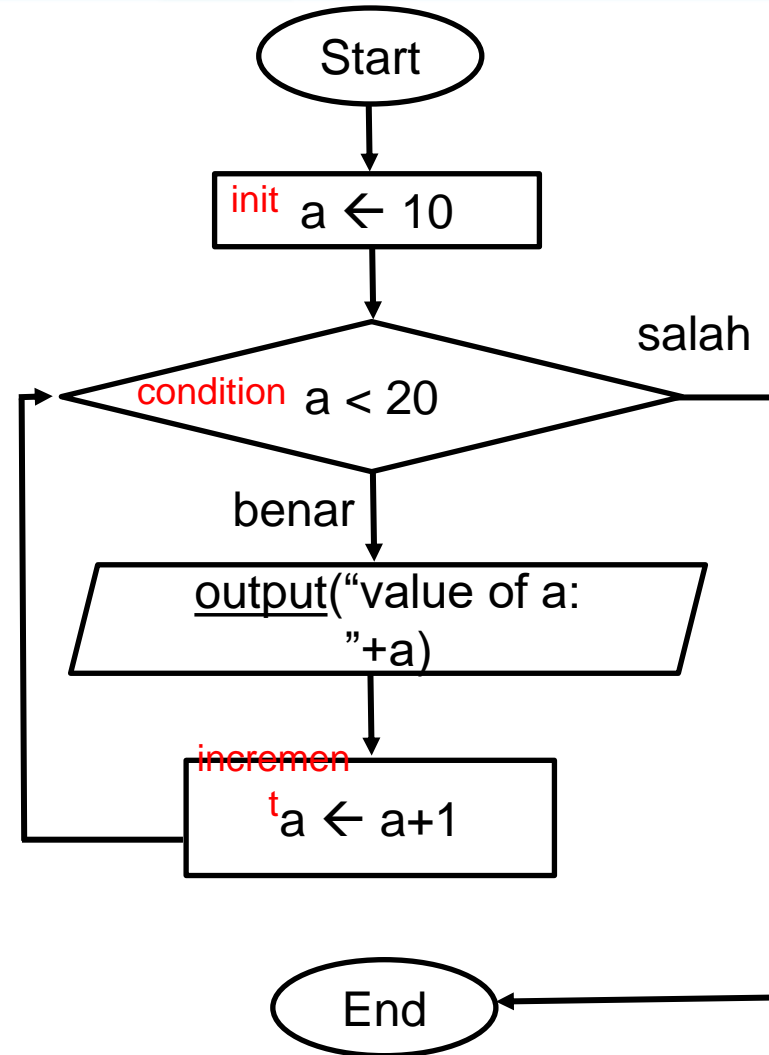 Start
init a ← 10
salah
condition a < 20
benar
output(“value of a:
”+a)
incremen
t a ← a+1
End